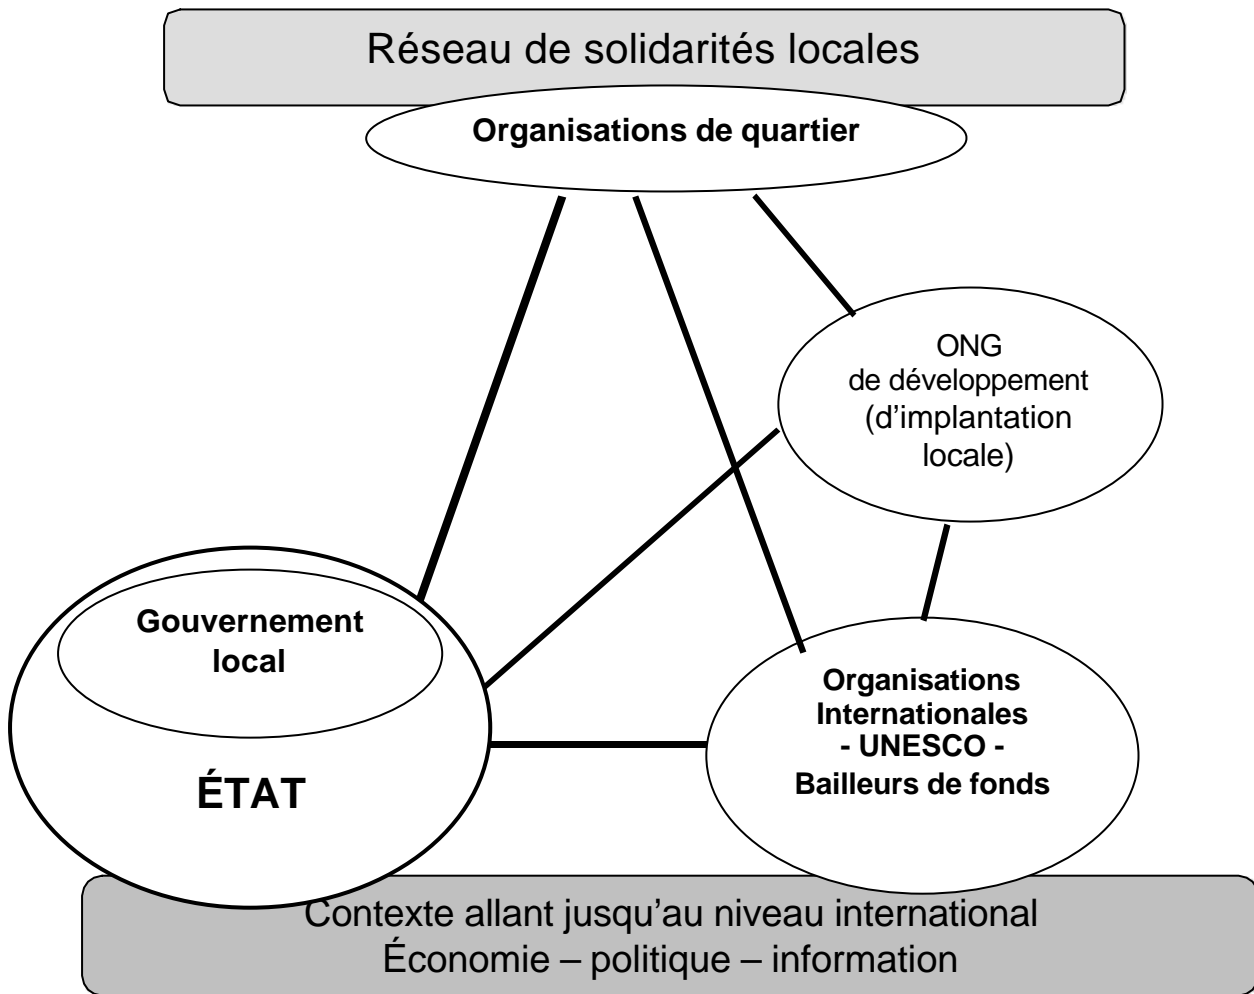 Réseau de solidarités locales
Organisations de quartier
ONG
de développement
(d’implantation
locale)
Gouvernement
local
ÉTAT
Organisations
Internationales
- UNESCO -
Bailleurs de fonds
Contexte allant jusqu’au niveau international
Économie – politique – information